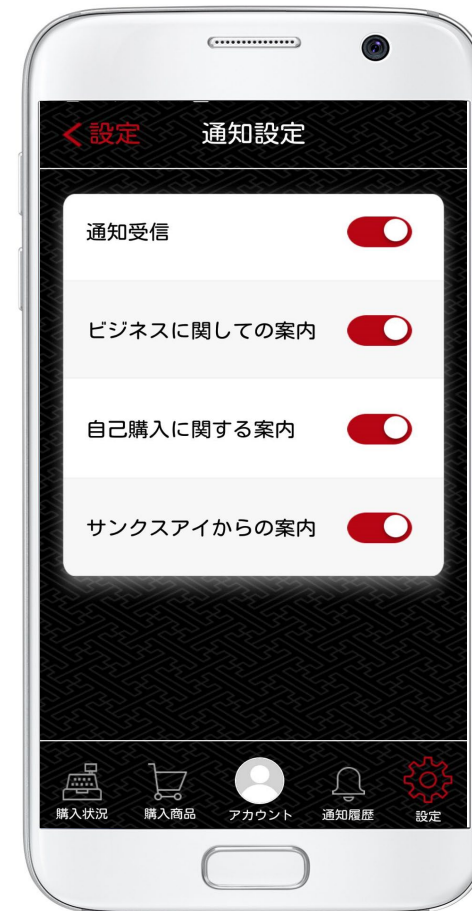 設定
通知設定
通知受信
ビジネスに関しての案内
自己購入に関する案内
サンクスアイからの案内
購入状況
購入商品
アカウント
通知履歴
設定